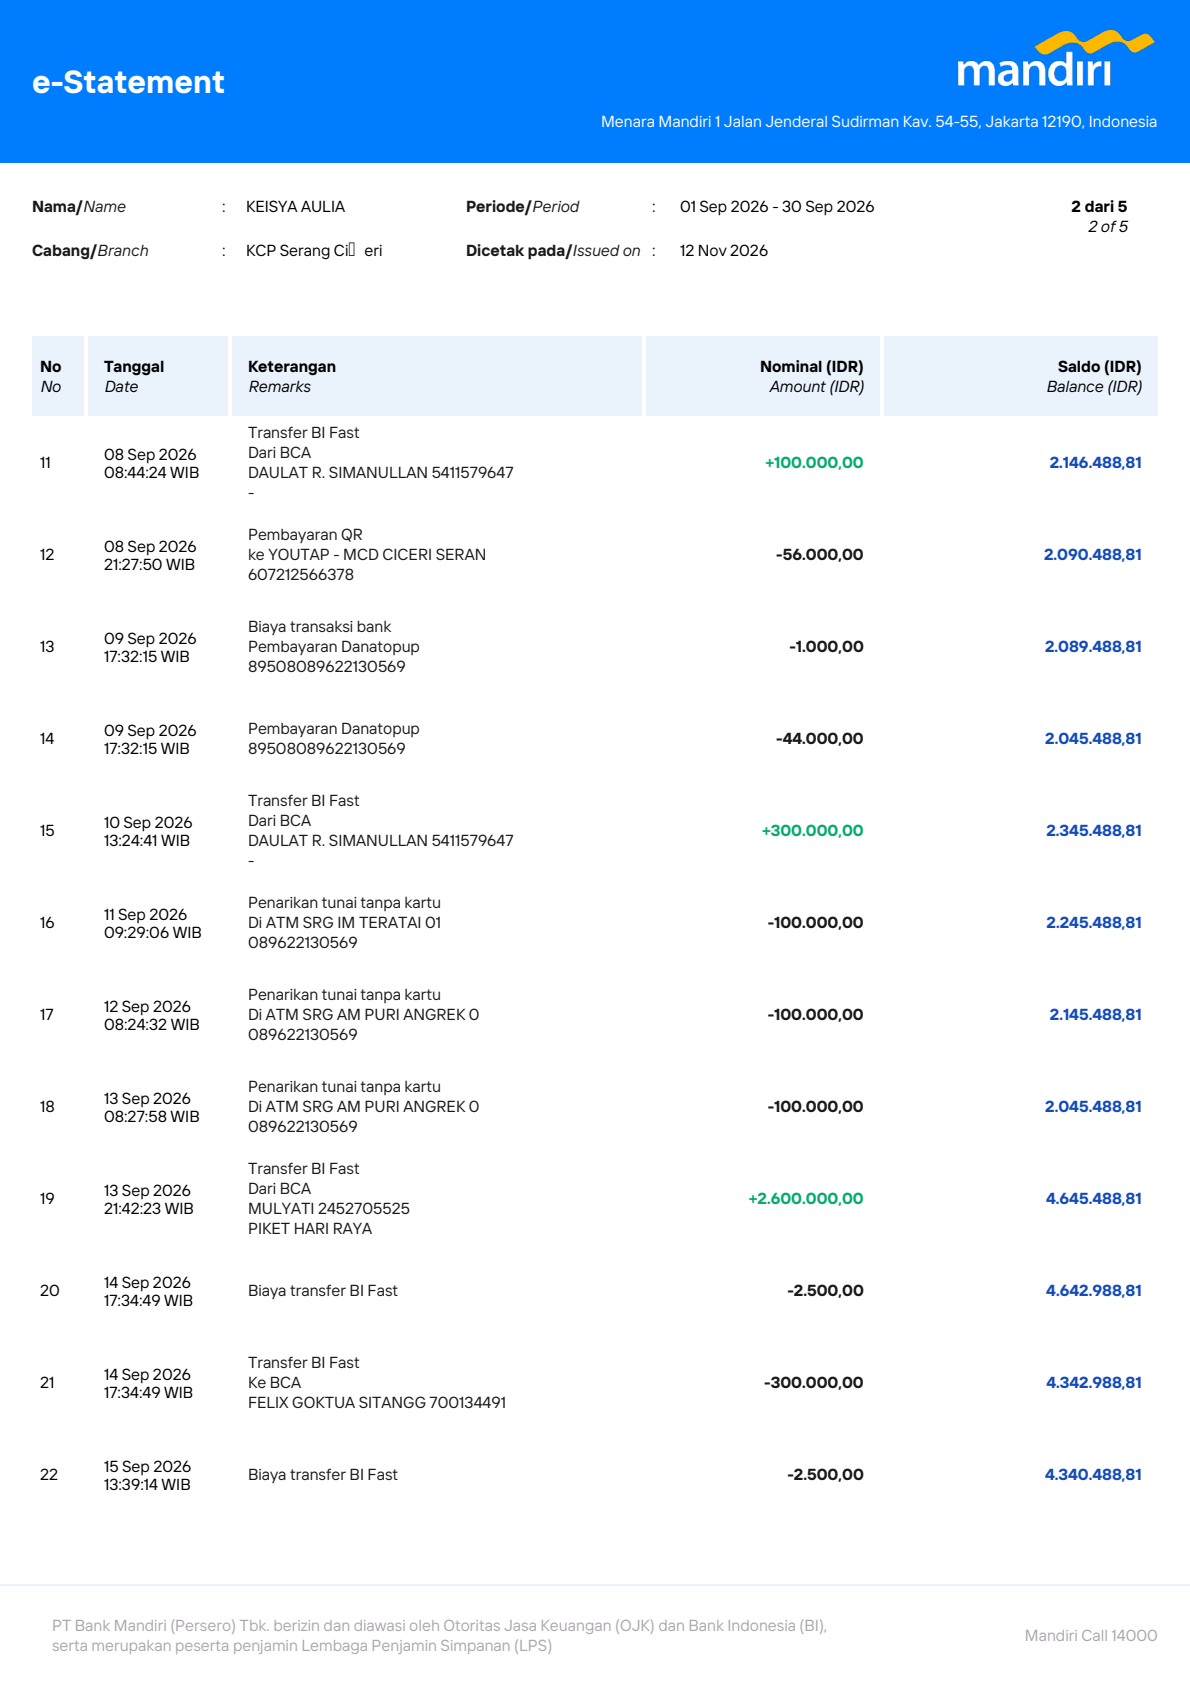 e-Statement
mandiri
Menara Mandiri 1 Jalan Jenderal Sudirman Kav. 54-55, Jakarta 12190, Indonesia
Nama/Name : KEISYA AULIA Periode/Period : 01 Sep 2026 - 30 Sep 2026 2 dari 5
2 of 5
Cabang/Branch : KCP Serang Ci▯ eri Dicetak pada/Issued on : 12 Nov 2026
No Tanggal Keterangan Nominal (IDR) Saldo (IDR)
No Date Remarks Amount (IDR) Balance (IDR)
Transfer BI Fast
08 Sep 2026 Dari BCA
11 08:44:24 WIB DAULAT R. SIMANULLAN 5411579647 +100.000,00 2.146.488,81
-
Pembayaran QR
08 Sep 2026
12 21:27:50 WIB ke YOUTAP - MCD CICERI SERAN -56.000,00 2.090.488,81
607212566378
Biaya transaksi bank
09 Sep 2026
13 17:32:15 WIB Pembayaran Danatopup -1.000,00 2.089.488,81
89508089622130569
09 Sep 2026 Pembayaran Danatopup
14 17:32:15 WIB 89508089622130569 -44.000,00 2.045.488,81
Transfer BI Fast
10 Sep 2026 Dari BCA
15 13:24:41 WIB DAULAT R. SIMANULLAN 5411579647 +300.000,00 2.345.488,81
-
Penarikan tunai tanpa kartu
11 Sep 2026
16 09:29:06 WIB Di ATM SRG IM TERATAI 01 -100.000,00 2.245.488,81
089622130569
Penarikan tunai tanpa kartu
12 Sep 2026
17 08:24:32 WIB Di ATM SRG AM PURI ANGREK 0 -100.000,00 2.145.488,81
089622130569
Penarikan tunai tanpa kartu
13 Sep 2026
18 08:27:58 WIB Di ATM SRG AM PURI ANGREK 0 -100.000,00 2.045.488,81
089622130569
Transfer BI Fast
13 Sep 2026 Dari BCA
19 21:42:23 WIB MULYATI 2452705525 +2.600.000,00 4.645.488,81
PIKET HARI RAYA
14 Sep 2026
20 17:34:49 WIB Biaya transfer BI Fast -2.500,00 4.642.988,81
Transfer BI Fast
14 Sep 2026
21 17:34:49 WIB Ke BCA -300.000,00 4.342.988,81
FELIX GOKTUA SITANGG 700134491
15 Sep 2026
22 13:39:14 WIB Biaya transfer BI Fast -2.500,00 4.340.488,81
PT Bank Mandiri (Persero) Tbk. berizin dan diawasi oleh Otoritas Jasa Keuangan (OJK) dan Bank Indonesia (BI),
serta merupakan peserta penjamin Lembaga Penjamin Simpanan (LPS)
Mandiri Call 14000